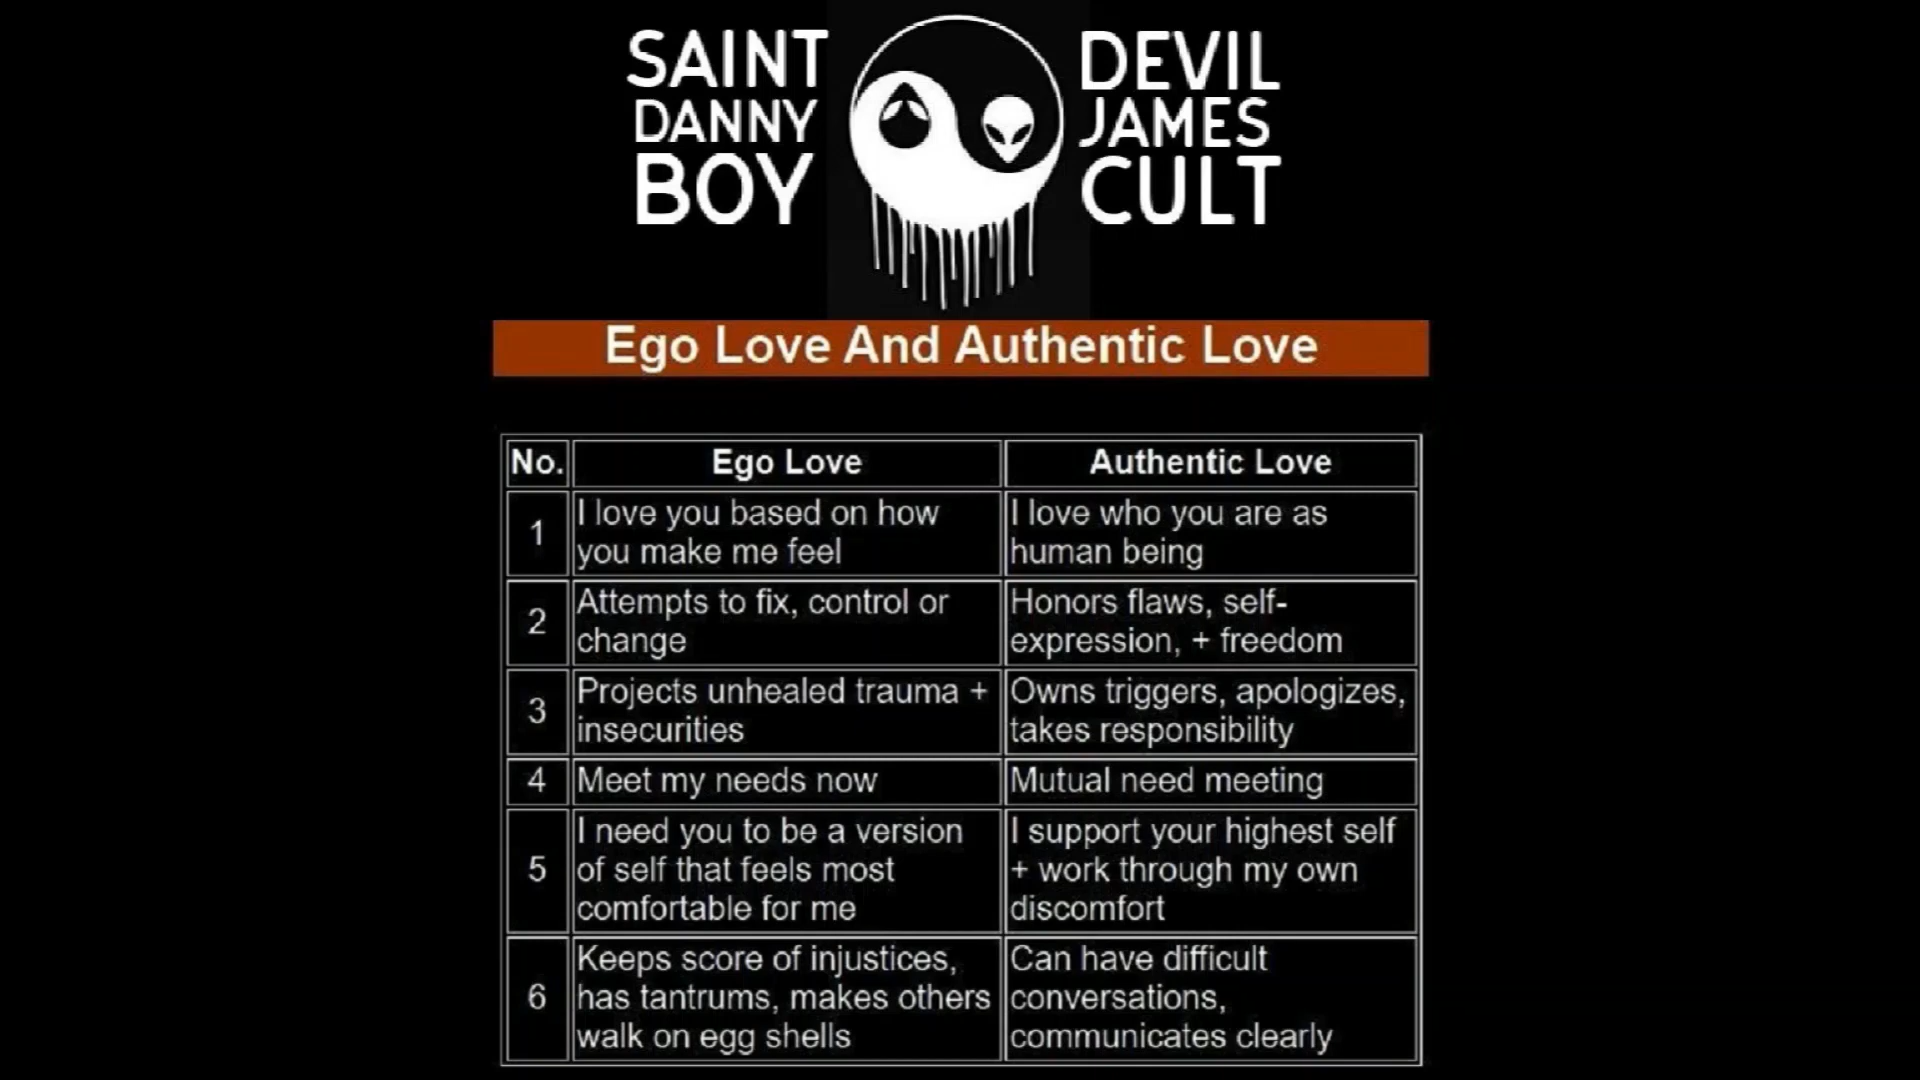 SAINT
DANNY
BOY
DEVIL
JAMES
CULT
Ego Love And Authentic Love
No. Ego Love Authentic Love
1 I love you based on how you make me feel I love who you are as human being
2 Attempts to fix, control or change Honors flaws, self-expression, + freedom
3 Projects unhealed trauma + insecurities Owns triggers, apologizes, takes responsibility
4 Meet my needs now Mutual need meeting
5 I need you to be a version of self that feels most comfortable for me I support your highest self + work through my own discomfort
6 Keeps score of injustices, has tantrums, makes others walk on egg shells Can have difficult conversations, communicates clearly